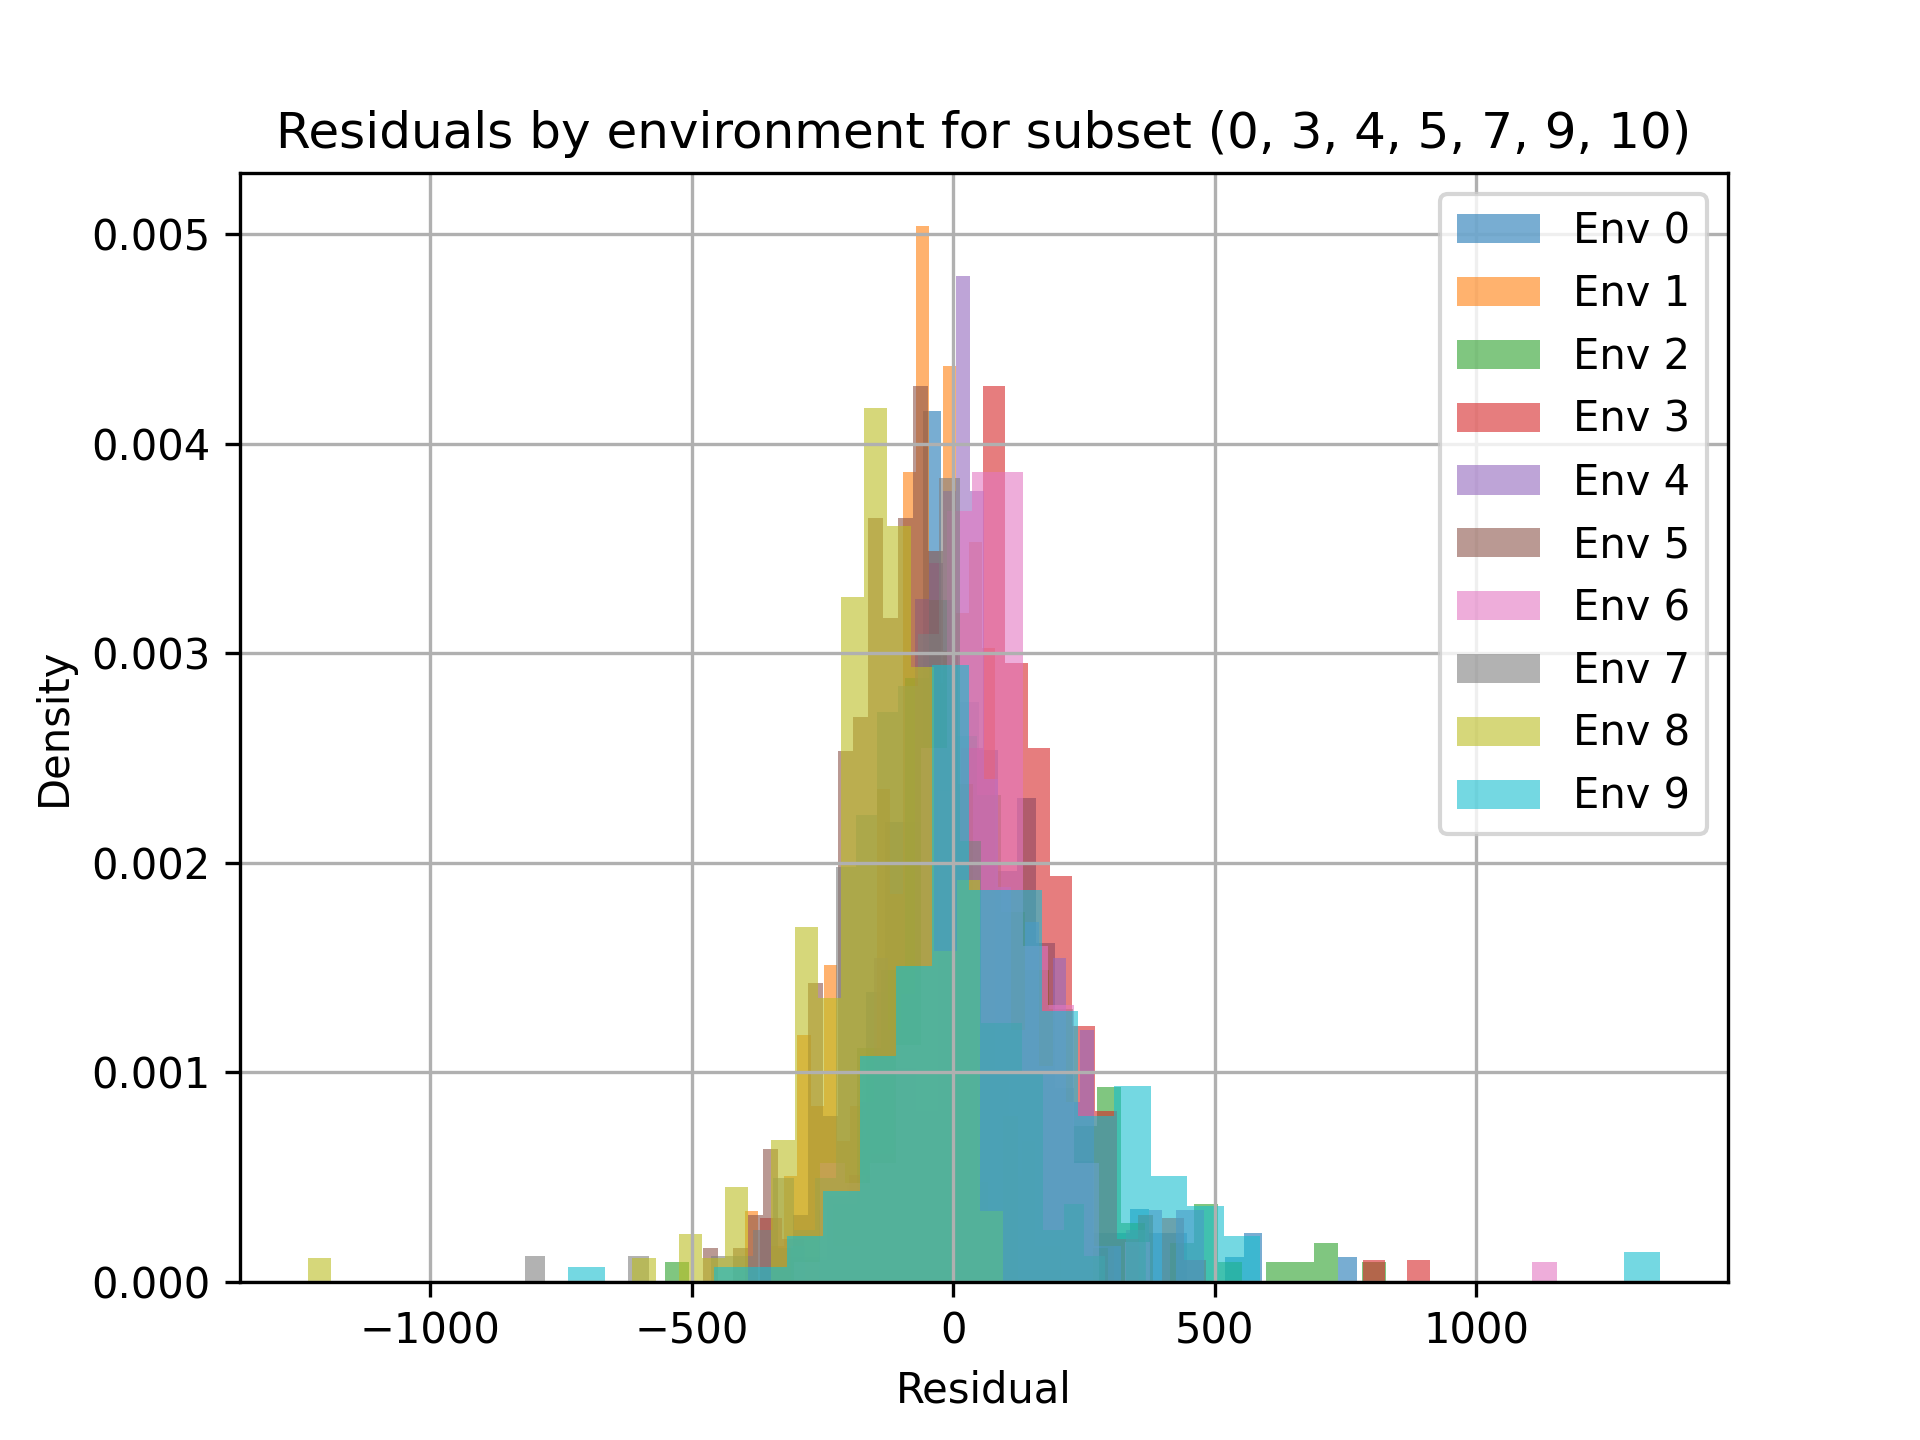 Residuals by environment for subset (0, 3, 4, 5, 7, 9, 10)
Env 0
Env 1
Env 2
Env 3
Env 4
Env 5
Env 6
Env 7
Env 8
Env 9
0.005
0.004
0.003
0.002
0.001
0.000
Density
−1000
−500
0
500
1000
Residual